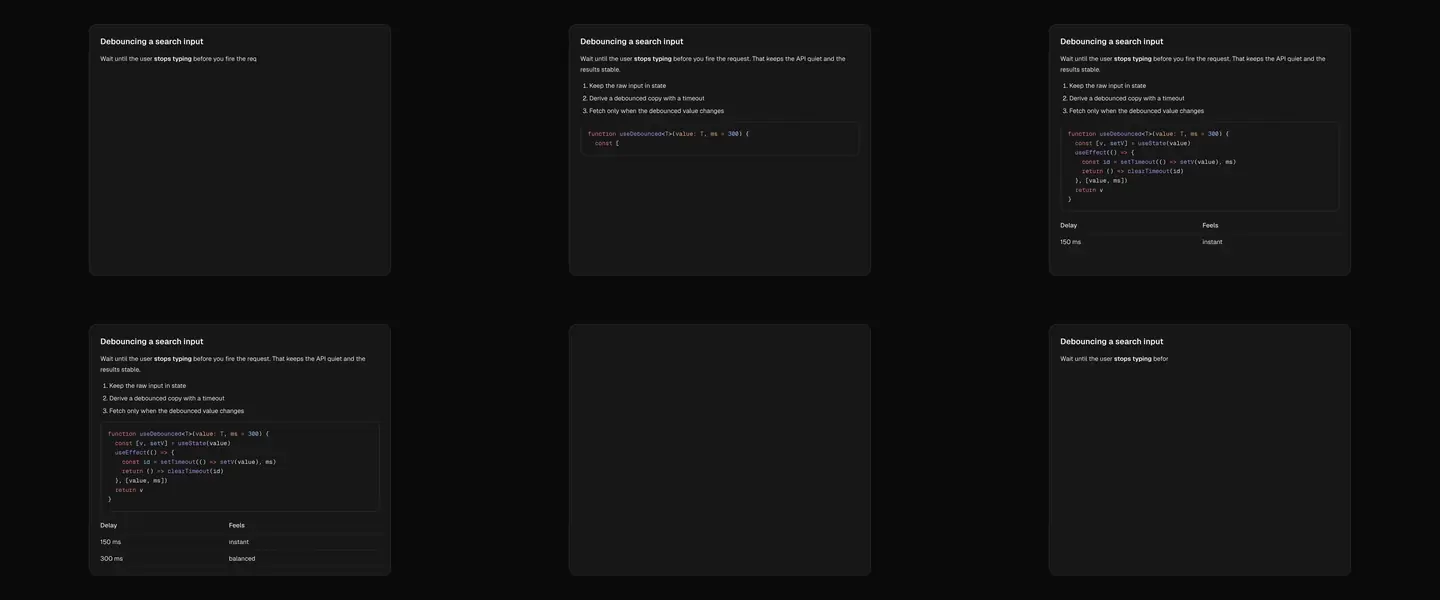 Debouncing a search input
Wait until the user stops typing before you fire the req
Debouncing a search input
Wait until the user stops typing before you fire the request. That keeps the API quiet and the
results stable.
1. Keep the raw input in state
2. Derive a debounced copy with a timeout
3. Fetch only when the debounced value changes
function useDebounced<T>(value: T, ms = 300) {
const [
Debouncing a search input
Wait until the user stops typing before you fire the request. That keeps the API quiet and the
results stable.
1. Keep the raw input in state
2. Derive a debounced copy with a timeout
3. Fetch only when the debounced value changes
function useDebounced<T>(value: T, ms = 300) {
const [v, setV] = useState(value)
useEffect(() => {
const id = setTimeout(() => setV(value), ms)
return () => clearTimeout(id)
}, [value, ms])
return v
}
Delay Feels
150 ms instant
Debouncing a search input
Wait until the user stops typing before you fire the request. That keeps the API quiet and the
results stable.
1. Keep the raw input in state
2. Derive a debounced copy with a timeout
3. Fetch only when the debounced value changes
function useDebounced<T>(value: T, ms = 300) {
const [v, setV] = useState(value)
useEffect(() => {
const id = setTimeout(() => setV(value), ms)
return () => clearTimeout(id)
}, [value, ms])
return v
}
Delay Feels
150 ms instant
300 ms balanced
Debouncing a search input
Wait until the user stops typing befor